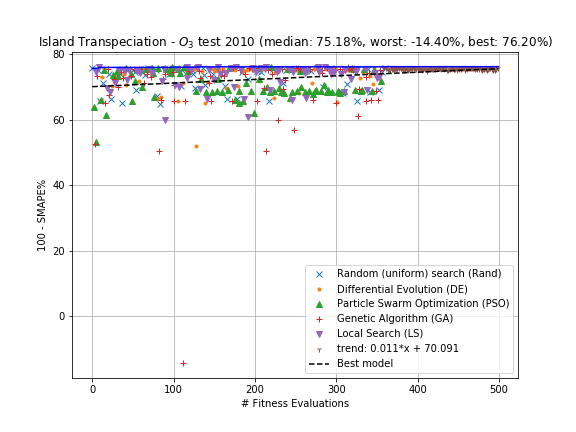 Island Transpeciation - O3 test 2010 (median: 75.18%, worst: -14.40%, best: 76.20%)
80
60
40
20
0
100 - SMAPE%
Random (uniform) search (Rand)
Differential Evolution (DE)
Particle Swarm Optimization (PSO)
Genetic Algorithm (GA)
Local Search (LS)
trend: 0.011*x + 70.091
Best model
0 100 200 300 400 500
# Fitness Evaluations